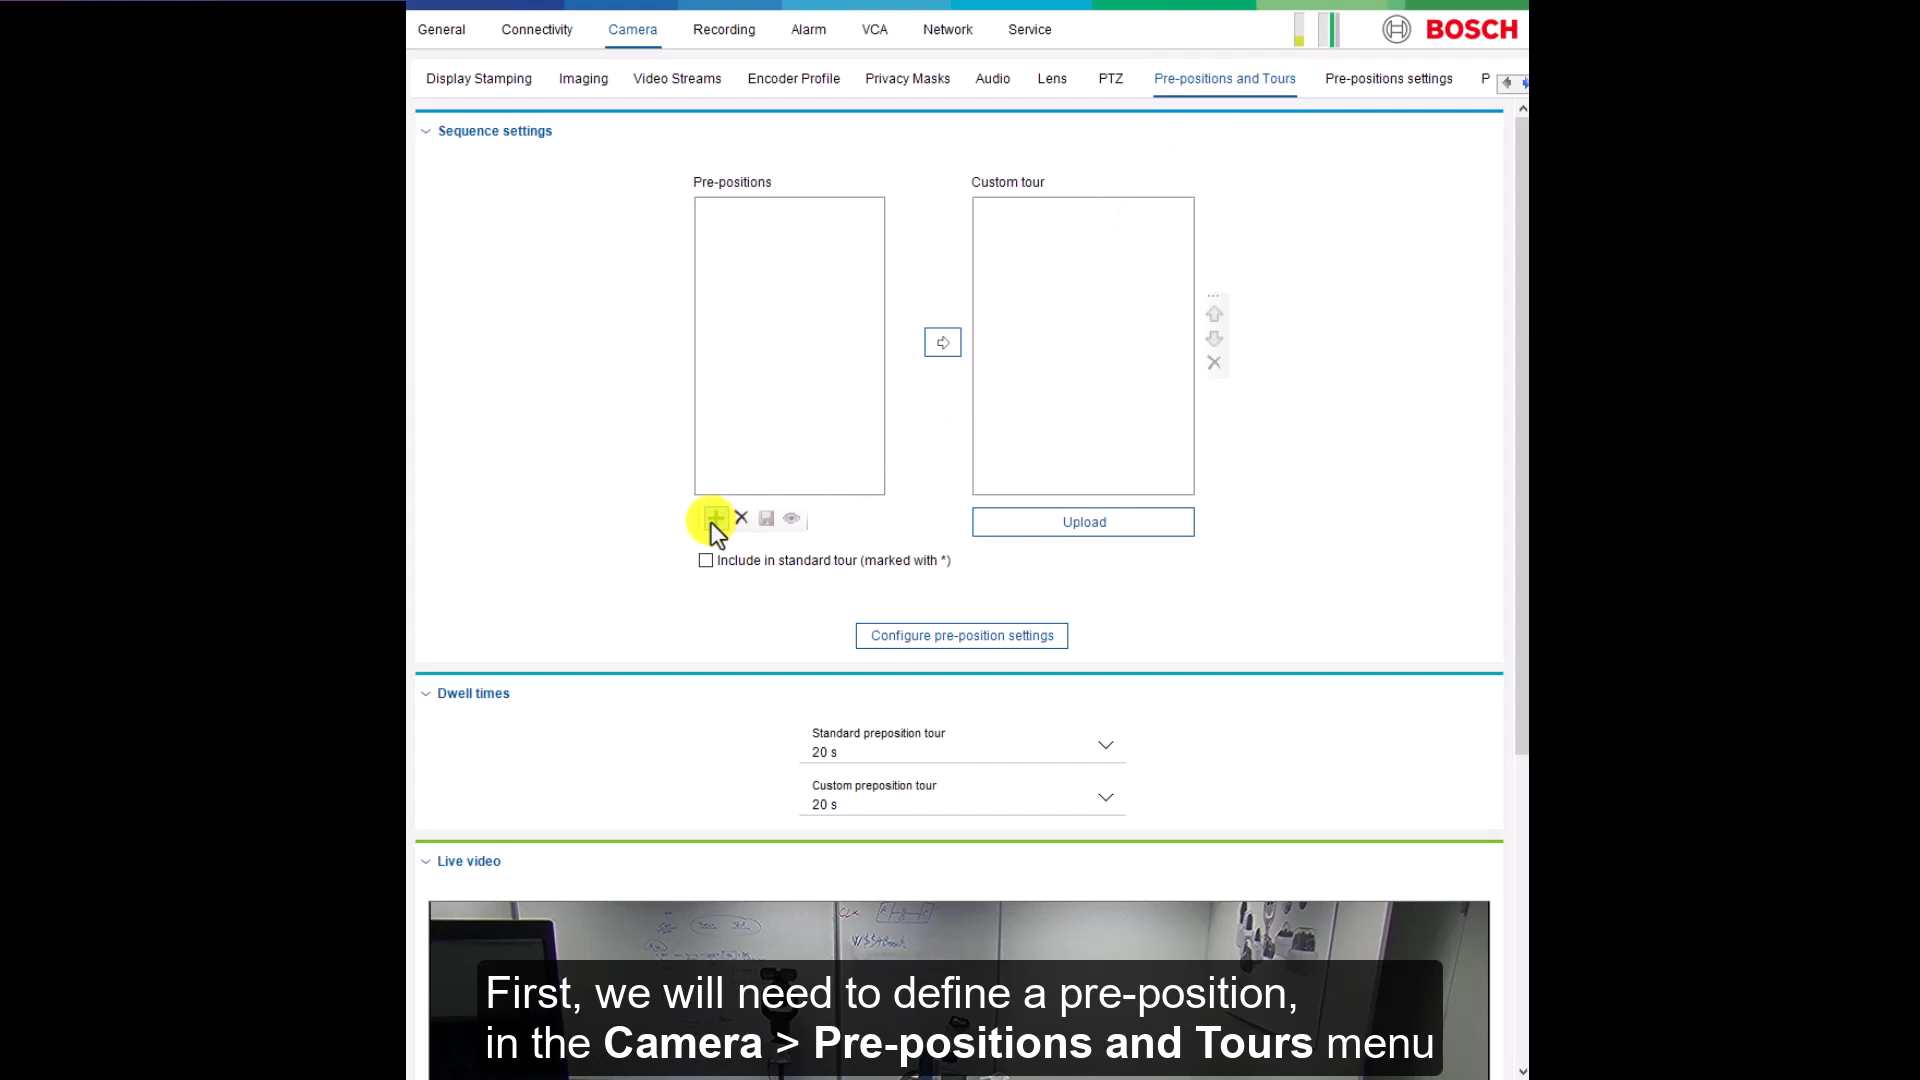 General Connectivity Camera Recording Alarm VCA Network Service BOSCH
Display Stamping Imaging Video Streams Encoder Profile Privacy Masks Audio Lens PTZ Pre-positions and Tours Pre-positions settings P
Sequence settings
Pre-positions Custom tour
Upload
Include in standard tour (marked with *)
Configure pre-position settings
Dwell times
Standard preposition tour
20 s
Custom preposition tour
20 s
Live video
First, we will need to define a pre-position,
in the Camera > Pre-positions and Tours menu